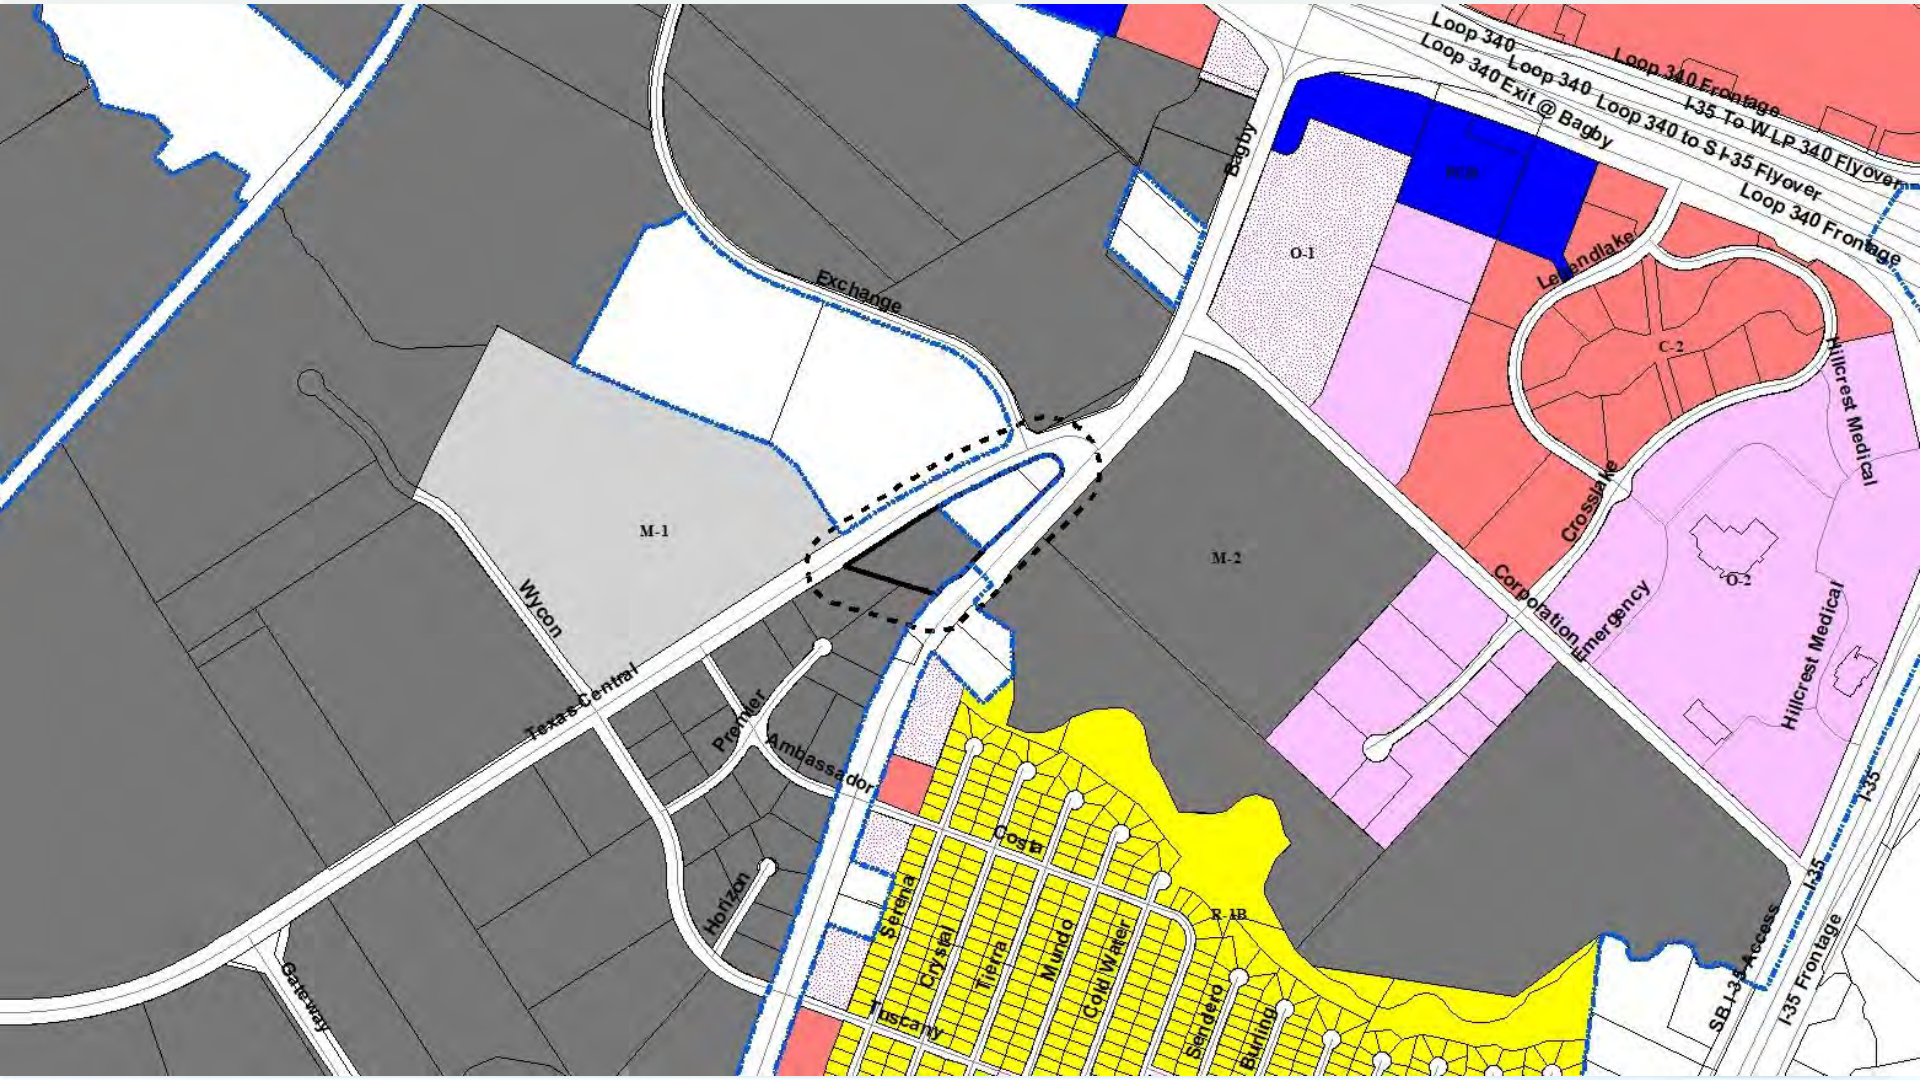 Loop 340
Loop 340 Frontage
Loop 340 Exit @ Bagby
Loop 340
I-35 To W LP 340 Flyover
Loop 340 to S I-35 Flyover
Loop 340 Frontage
Bagby
O-1
Legendlake
Exchange
C-2
Hillcrest Medical
M-1
M-2
Crosslake
Corporation
Emergency
O-2
Hillcrest Medical
Wycon
Texas Central
Premier
Ambassador
I-35
Costa
I-35
Horizon
Serena
R-1B
Crystal
Tierra
Mundo
Cold Water
SB I-35 Access
I-35 Frontage
Gateway
Tuscany
Sendero
Buring